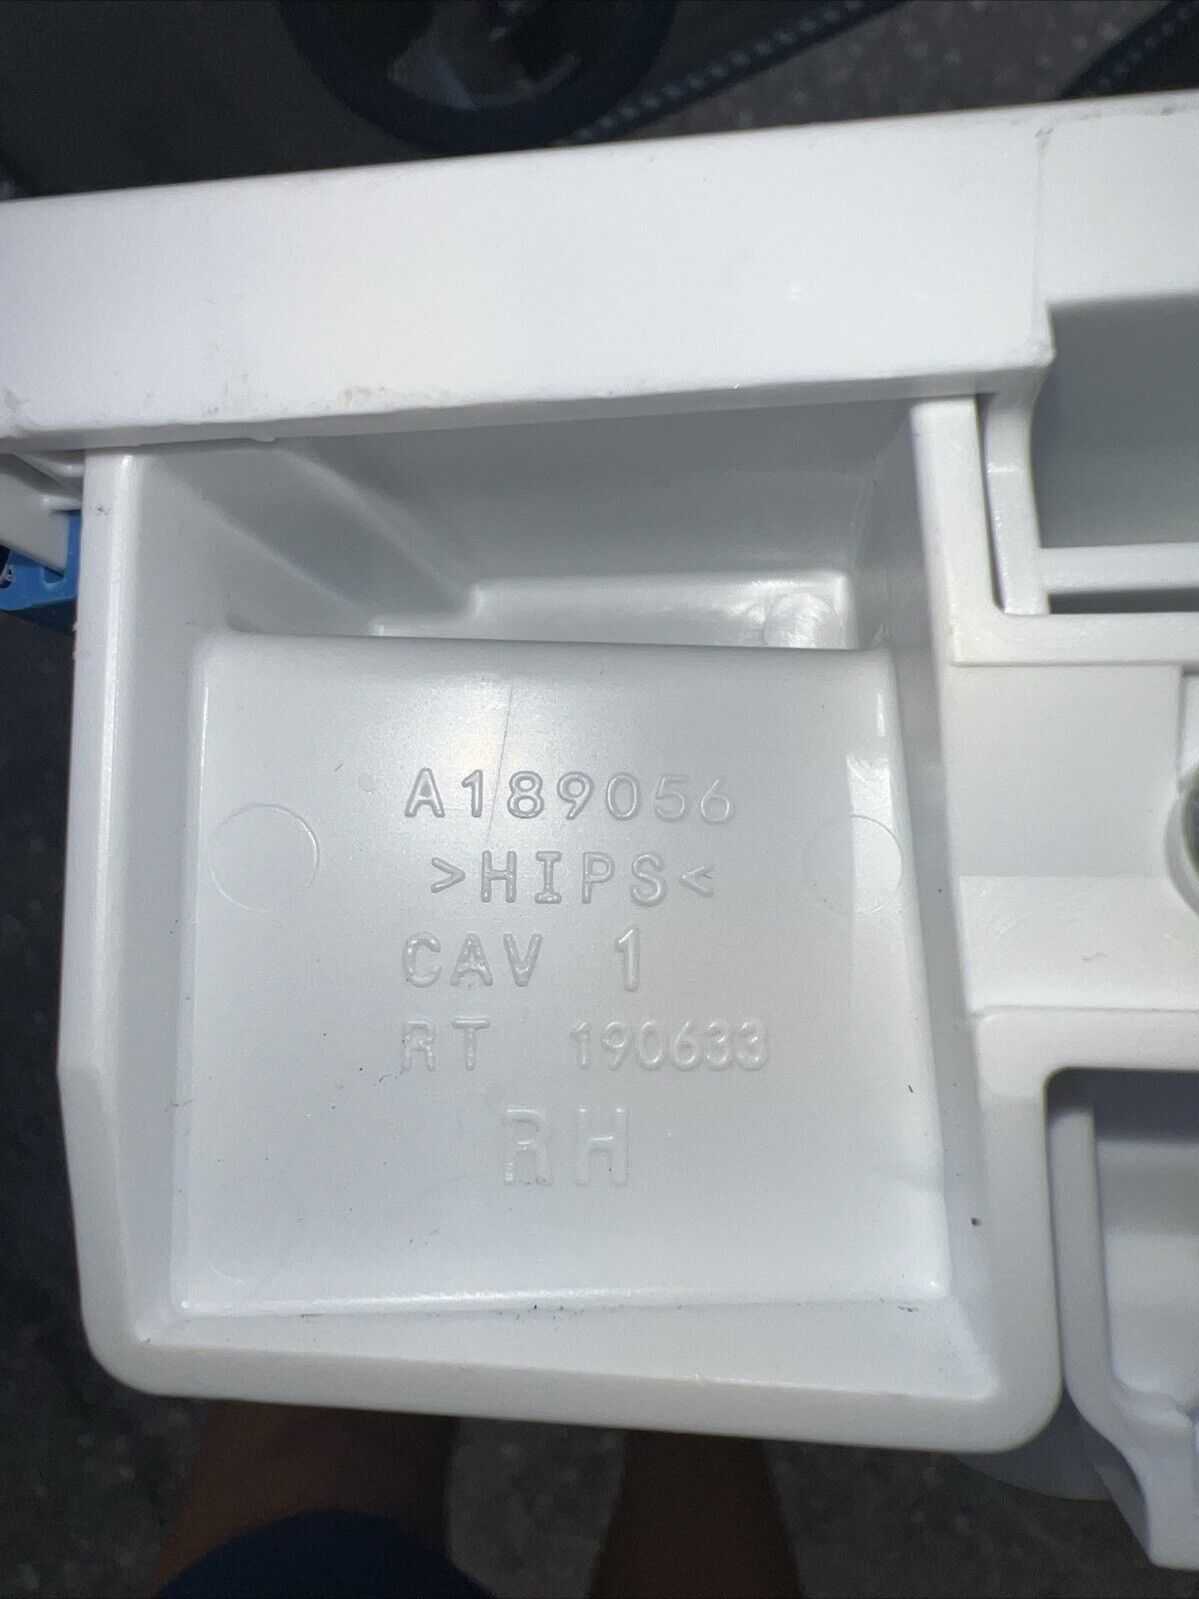 A189056
>HIPS<
CAV 1
RT 190633
RH